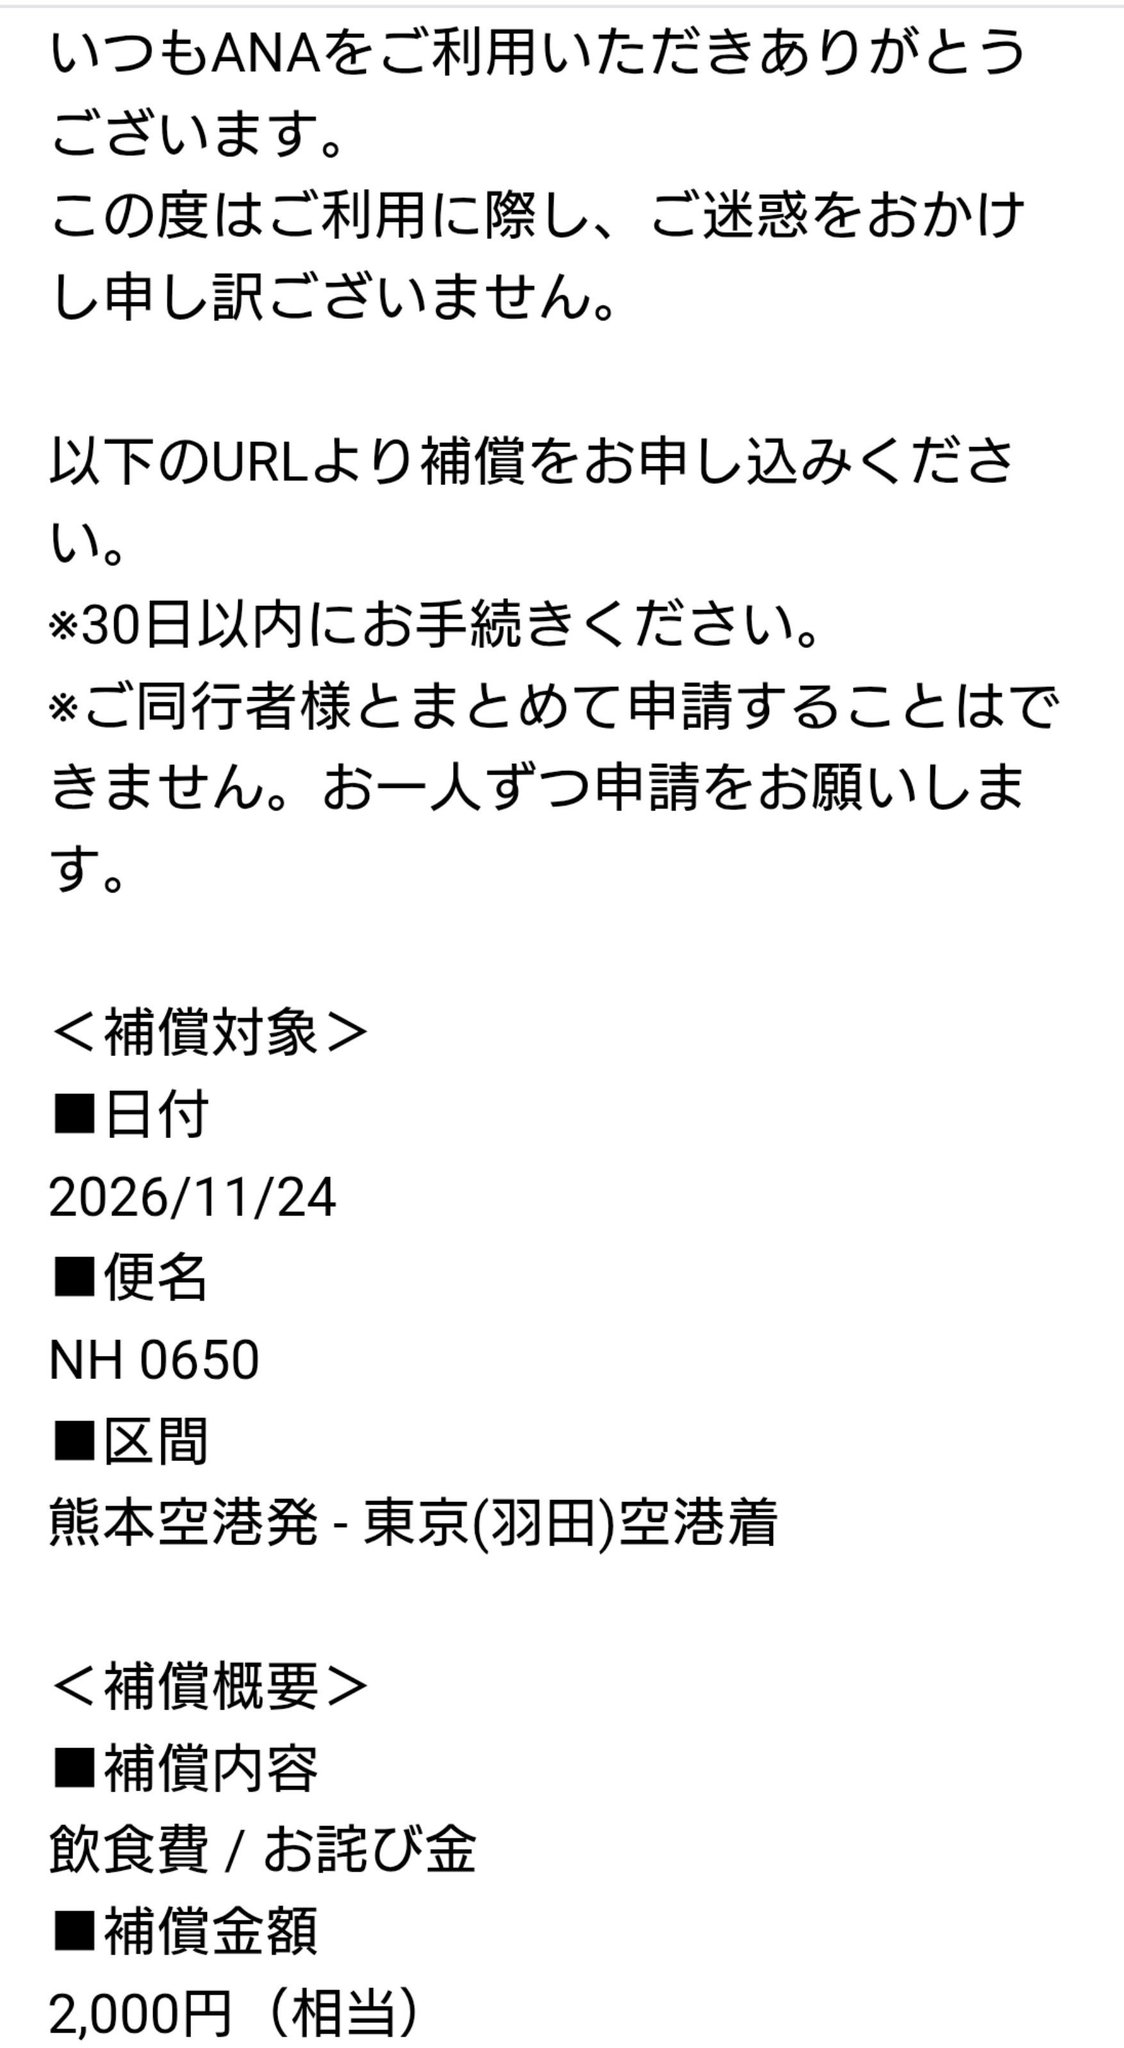 いつもANAをご利用いただきありがとう
ございます。
この度はご利用に際し、ご迷惑をおかけ
し申し訳ございません。
以下のURLより補償をお申し込みくださ
い。
※30日以内にお手続きください。
※ご同行者様とまとめて申請することはで
きません。お一人ずつ申請をお願いしま
す。
＜補償対象＞
■日付
2026/11/24
■便名
NH 0650
■区間
熊本空港発 - 東京(羽田)空港着
＜補償概要＞
■補償内容
飲食費 / お詫び金
■補償金額
2,000円（相当）